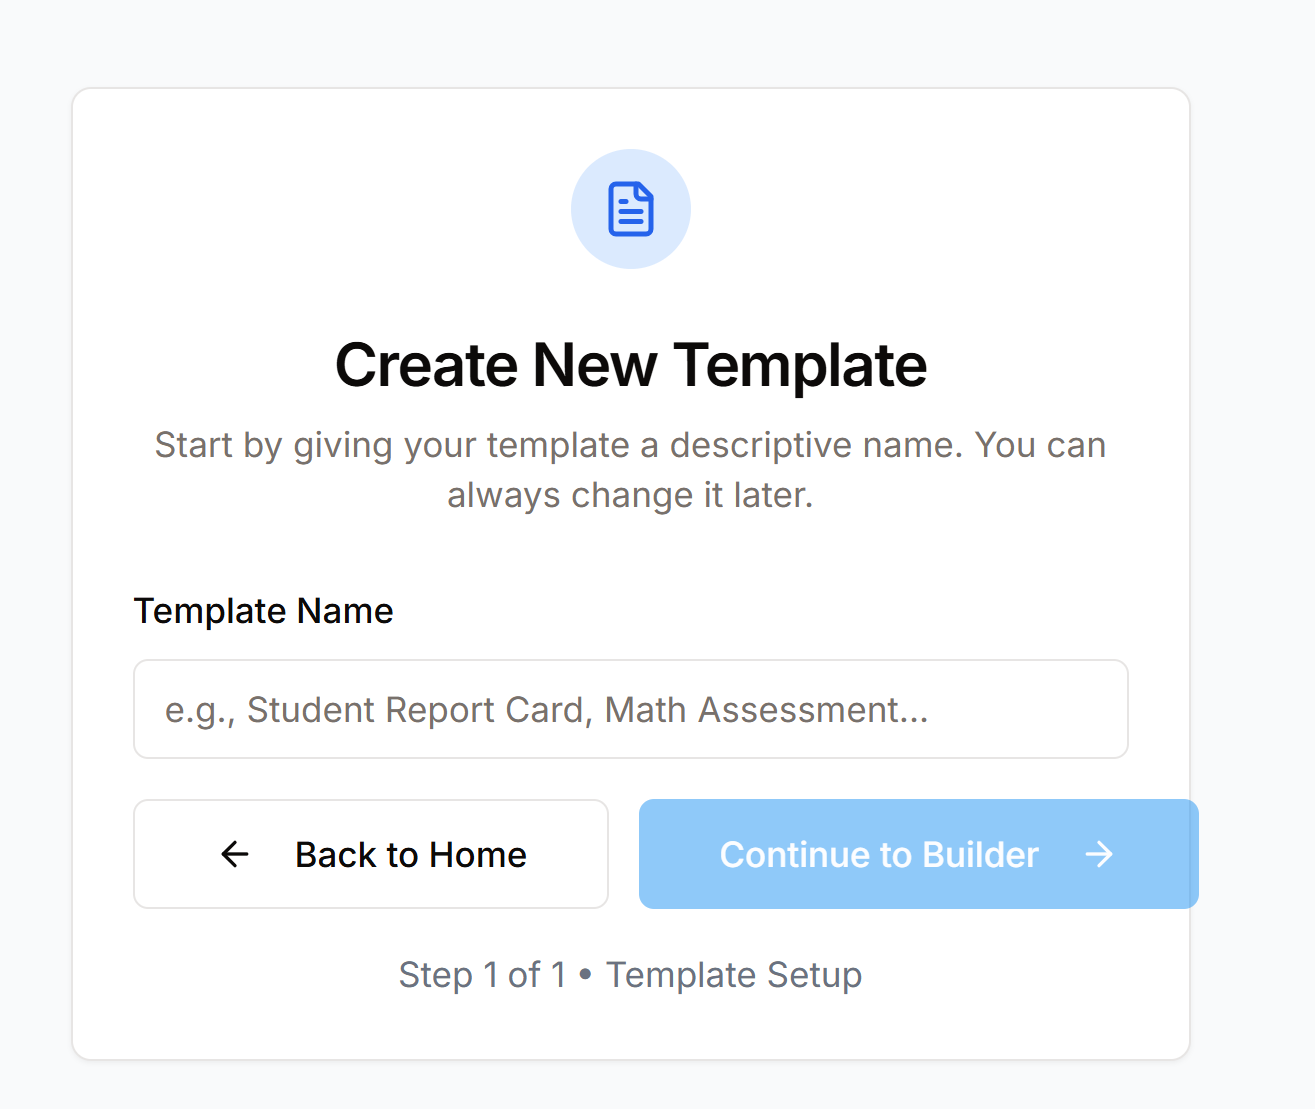 Create New Template
Start by giving your template a descriptive name. You can
always change it later.
Template Name
e.g., Student Report Card, Math Assessment...
Back to Home
Continue to Builder
Step 1 of 1 • Template Setup